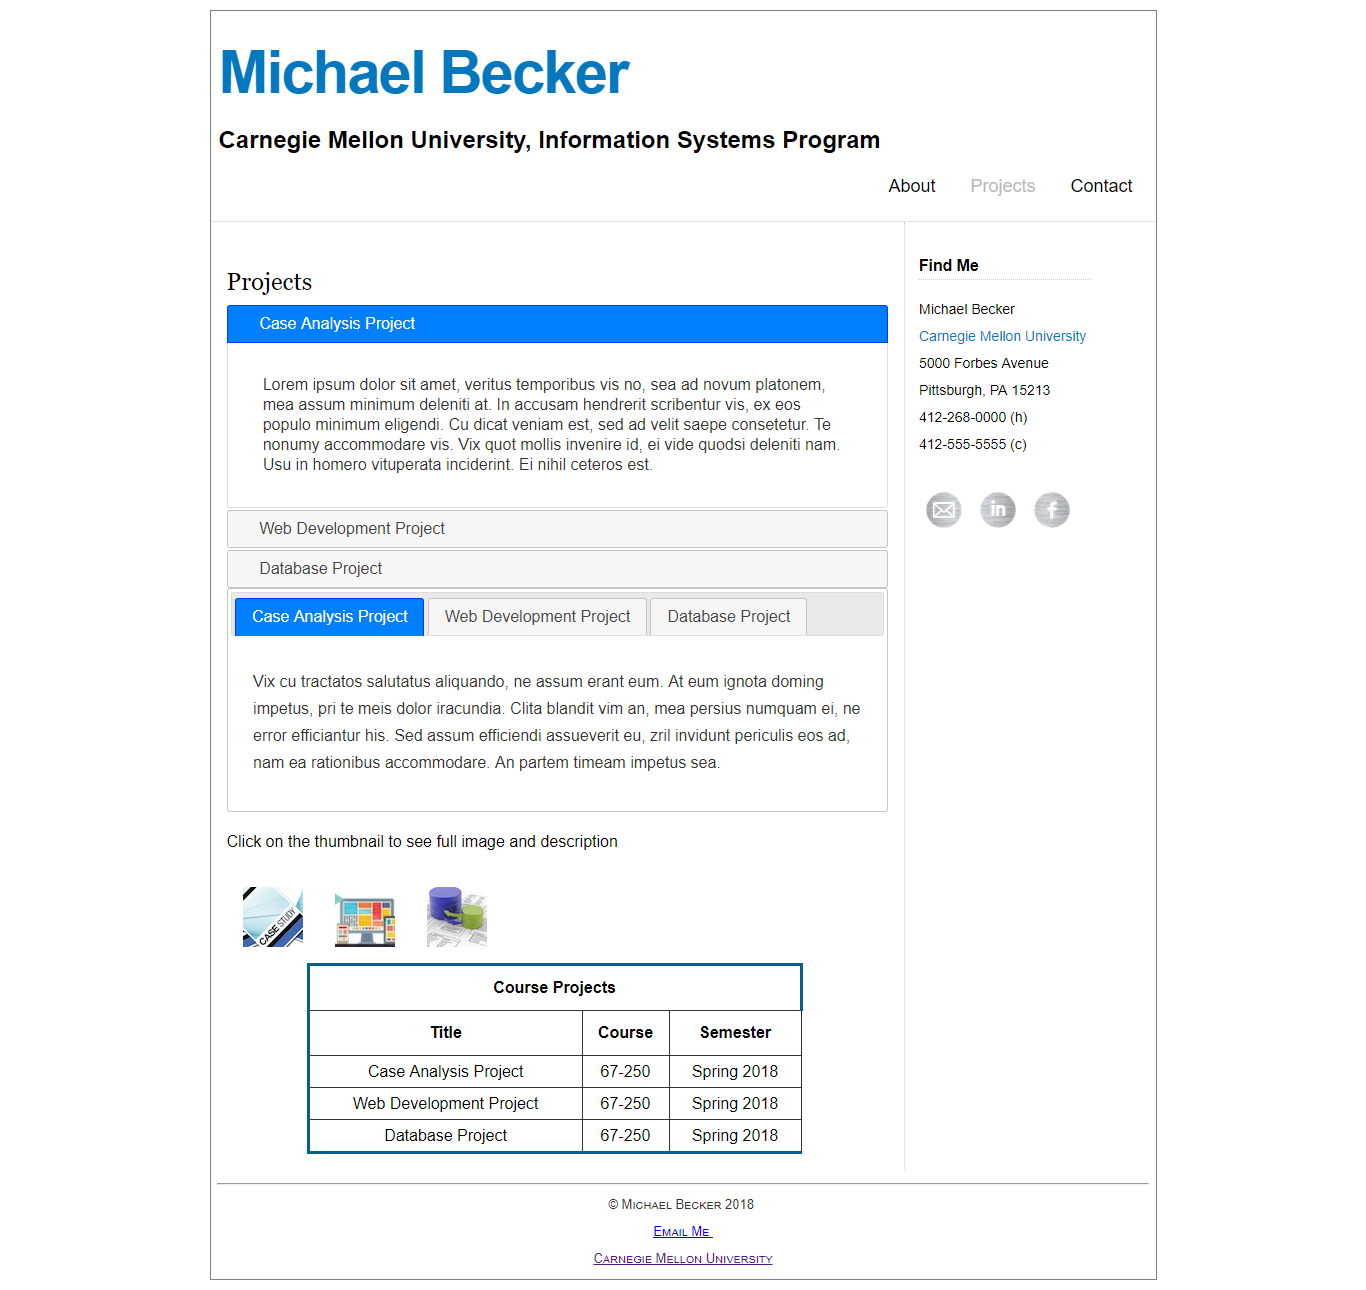 Michael Becker
Carnegie Mellon University, Information Systems Program
About Projects Contact
Projects
Case Analysis Project
Lorem ipsum dolor sit amet, veritus temporibus vis no, sea ad novum platonem,
mea assum minimum deleniti at. In accusam hendrerit scribentur vis, ex eos
populo minimum eligendi. Cu dicat veniam est, sed ad velit saepe consetetur. Te
nonumy accommodare vis. Vix quot mollis invenire id, ei vide quodsi deleniti nam.
Usu in homero vituperata inciderint. Ei nihil ceteros est.
Web Development Project
Database Project
Case Analysis Project Web Development Project Database Project
Vix cu tractatos salutatus aliquando, ne assum erant eum. At eum ignota doming
impetus, pri te meis dolor iracundia. Clita blandit vim an, mea persius numquam ei, ne
error efficiantur his. Sed assum efficiendi assueverit eu, zril invidunt periculis eos ad,
nam ea rationibus accommodare. An partem timeam impetus sea.
Click on the thumbnail to see full image and description
CASE STUDY
Course Projects
Title Course Semester
Case Analysis Project 67-250 Spring 2018
Web Development Project 67-250 Spring 2018
Database Project 67-250 Spring 2018
Find Me
Michael Becker
Carnegie Mellon University
5000 Forbes Avenue
Pittsburgh, PA 15213
412-268-0000 (h)
412-555-5555 (c)
in f
© Michael Becker 2018
Email Me
Carnegie Mellon University